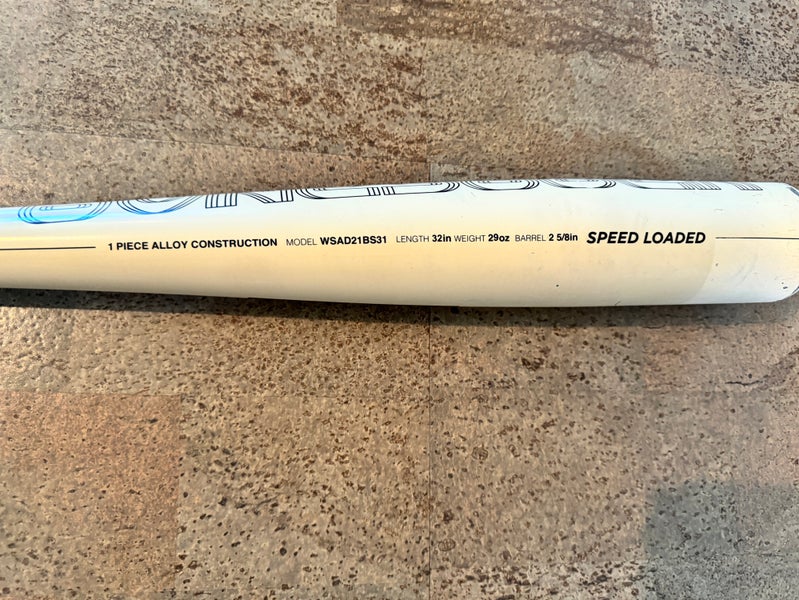 1 PIECE ALLOY CONSTRUCTION MODEL WSAD21BS31 LENGTH 32in WEIGHT 29oz BARREL 2 5/8in SPEED LOADED